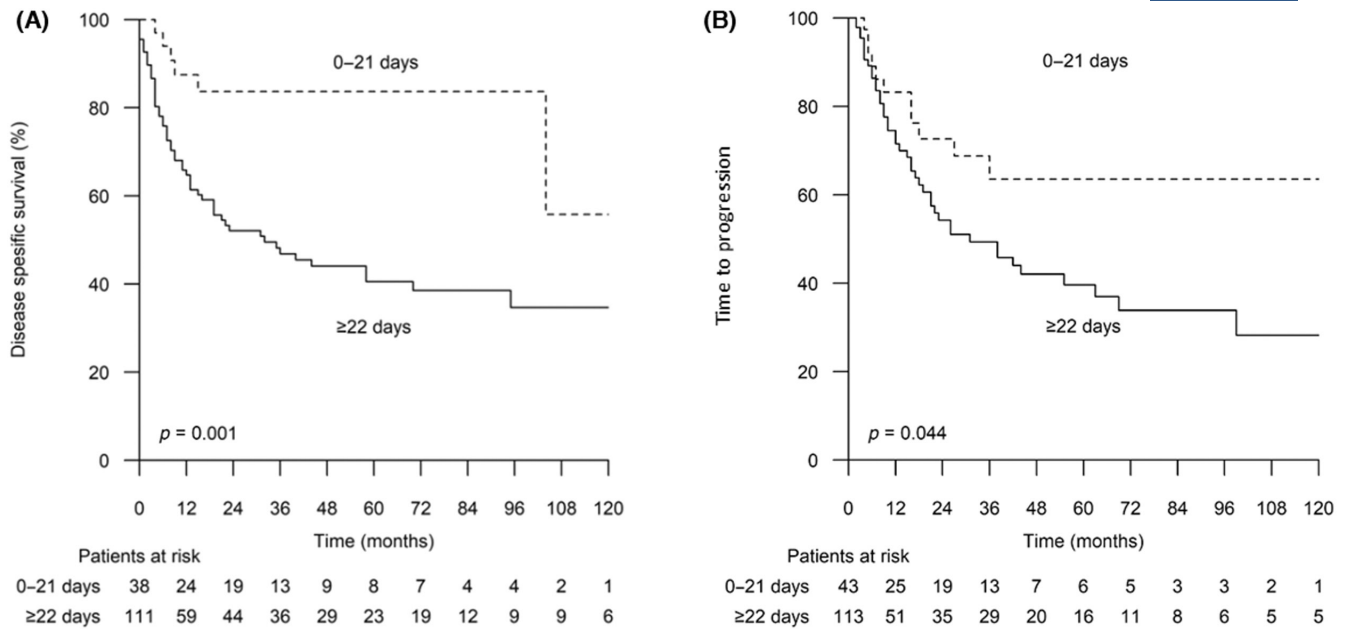 (A)
Disease spesific survival (%)
100
80
60
40
20
0
0–21 days
≥22 days
p = 0.001
0 12 24 36 48 60 72 84 96 108 120
Time (months)
Patients at risk
0–21 days 38 24 19 13 9 8 7 4 4 2 1
≥22 days 111 59 44 36 29 23 19 12 9 9 6
(B)
Time to progression
100
80
60
40
20
0
0–21 days
≥22 days
p = 0.044
0 12 24 36 48 60 72 84 96 108 120
Time (months)
Patients at risk
0–21 days 43 25 19 13 7 6 5 3 3 2 1
≥22 days 113 51 35 29 20 16 11 8 6 5 5